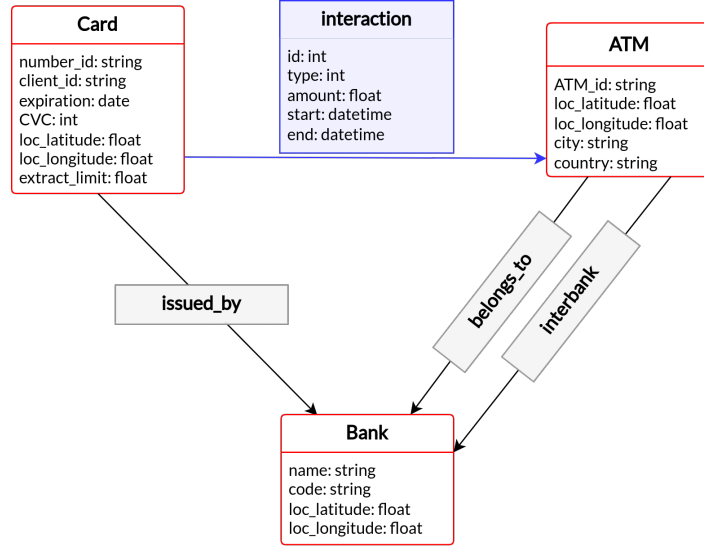 Card
number_id: string
client_id: string
expiration: date
CVC: int
loc_latitude: float
loc_longitude: float
extract_limit: float
interaction
id: int
type: int
amount: float
start: datetime
end: datetime
ATM
ATM_id: string
loc_latitude: float
loc_longitude: float
city: string
country: string
issued_by
belongs_to
interbank
Bank
name: string
code: string
loc_latitude: float
loc_longitude: float